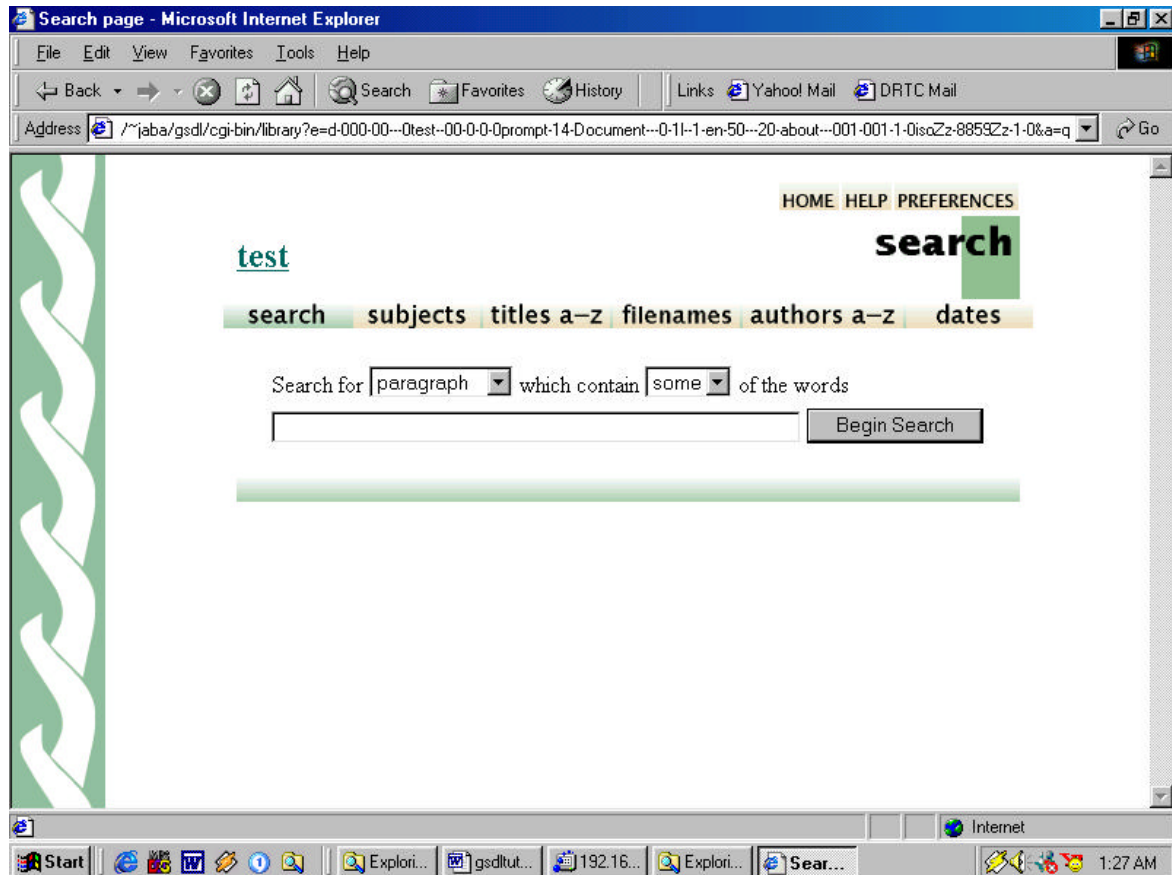 Search page - Microsoft Internet Explorer
File Edit View Favorites Tools Help
Back Search Favorites History Links Yahoo! Mail DRTC Mail
Address /~jaba/gsdl/cgi-bin/library?e=d-000-00---0test--00-0-0-0prompt-14-Document---0-1l--1-en-50---20-about---001-001-1-0isoZz-8859Zz-1-0&a=q Go
HOME HELP PREFERENCES
search
test
search subjects titles a–z filenames authors a–z dates
Search for paragraph which contain some of the words
Begin Search
Internet
Start Explori... gsdltut... 192.16... Explori... Sear... 1:27 AM